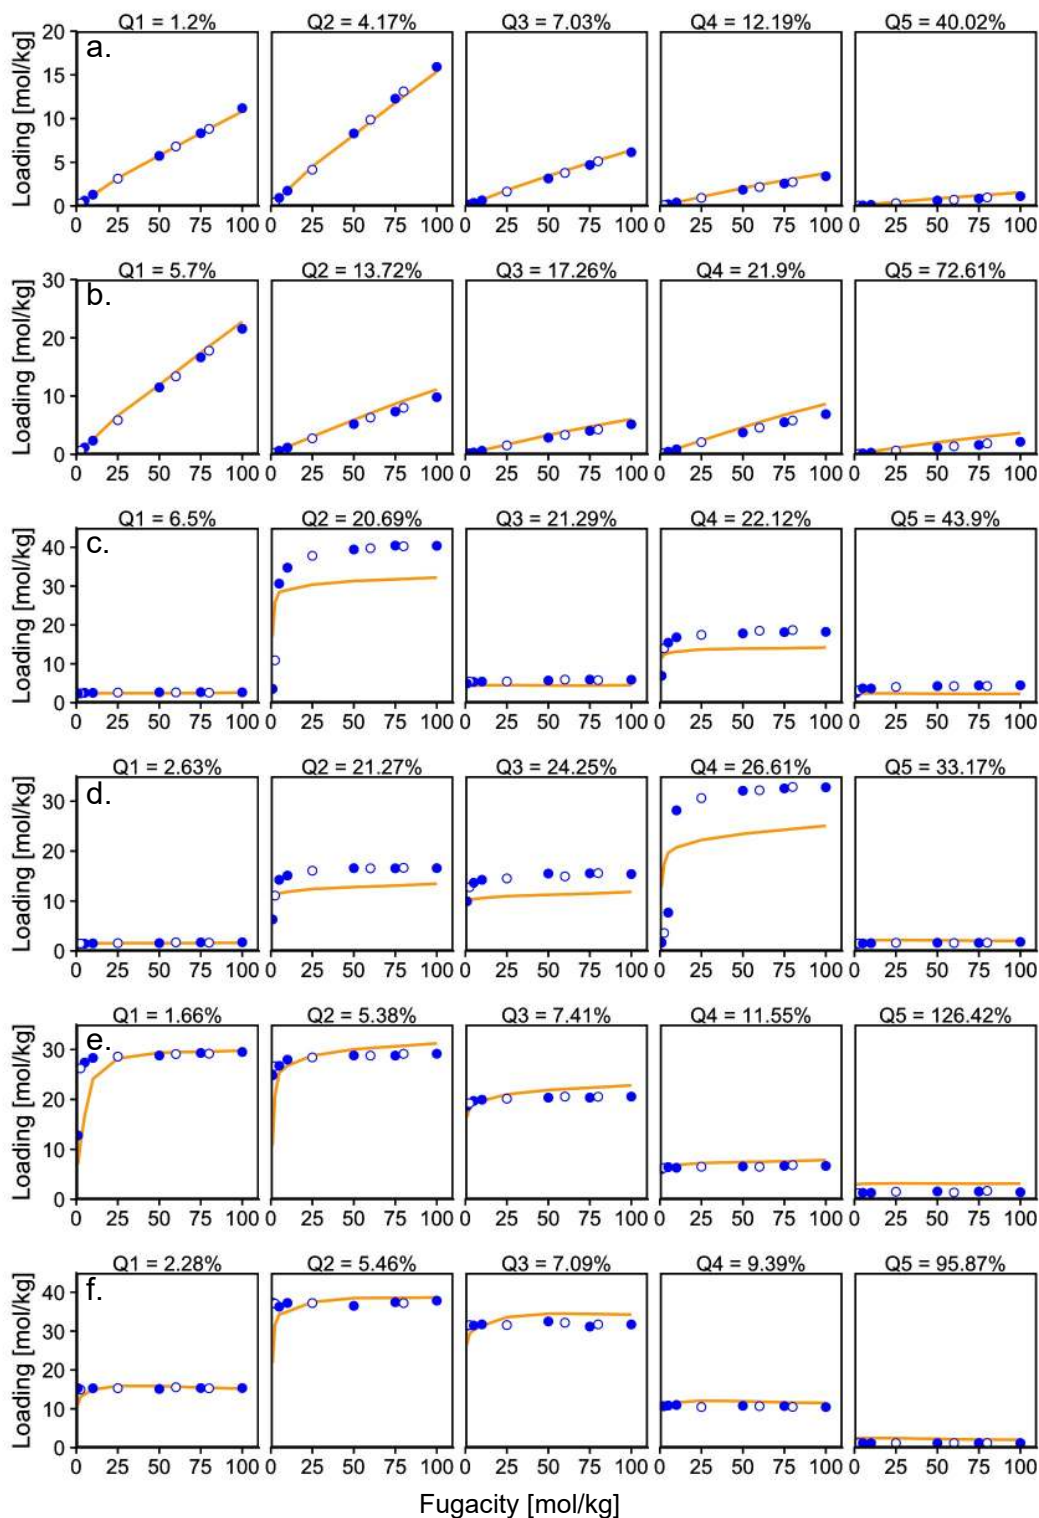 Q1 = 1.2% Q2 = 4.17% Q3 = 7.03% Q4 = 12.19% Q5 = 40.02%
a.
Loading [mol/kg]
20
15
10
5
0
0 25 50 75 100 0 25 50 75 100 0 25 50 75 100 0 25 50 75 100 0 25 50 75 100
Q1 = 5.7% Q2 = 13.72% Q3 = 17.26% Q4 = 21.9% Q5 = 72.61%
b.
Loading [mol/kg]
30
20
10
0
0 25 50 75 100 0 25 50 75 100 0 25 50 75 100 0 25 50 75 100 0 25 50 75 100
Q1 = 6.5% Q2 = 20.69% Q3 = 21.29% Q4 = 22.12% Q5 = 43.9%
c.
Loading [mol/kg]
40
30
20
10
0
0 25 50 75 100 0 25 50 75 100 0 25 50 75 100 0 25 50 75 100 0 25 50 75 100
Q1 = 2.63% Q2 = 21.27% Q3 = 24.25% Q4 = 26.61% Q5 = 33.17%
d.
Loading [mol/kg]
30
20
10
0
0 25 50 75 100 0 25 50 75 100 0 25 50 75 100 0 25 50 75 100 0 25 50 75 100
Q1 = 1.66% Q2 = 5.38% Q3 = 7.41% Q4 = 11.55% Q5 = 126.42%
e.
Loading [mol/kg]
30
20
10
0
0 25 50 75 100 0 25 50 75 100 0 25 50 75 100 0 25 50 75 100 0 25 50 75 100
Q1 = 2.28% Q2 = 5.46% Q3 = 7.09% Q4 = 9.39% Q5 = 95.87%
f.
Loading [mol/kg]
40
30
20
10
0
0 25 50 75 100 0 25 50 75 100 0 25 50 75 100 0 25 50 75 100 0 25 50 75 100
Fugacity [mol/kg]